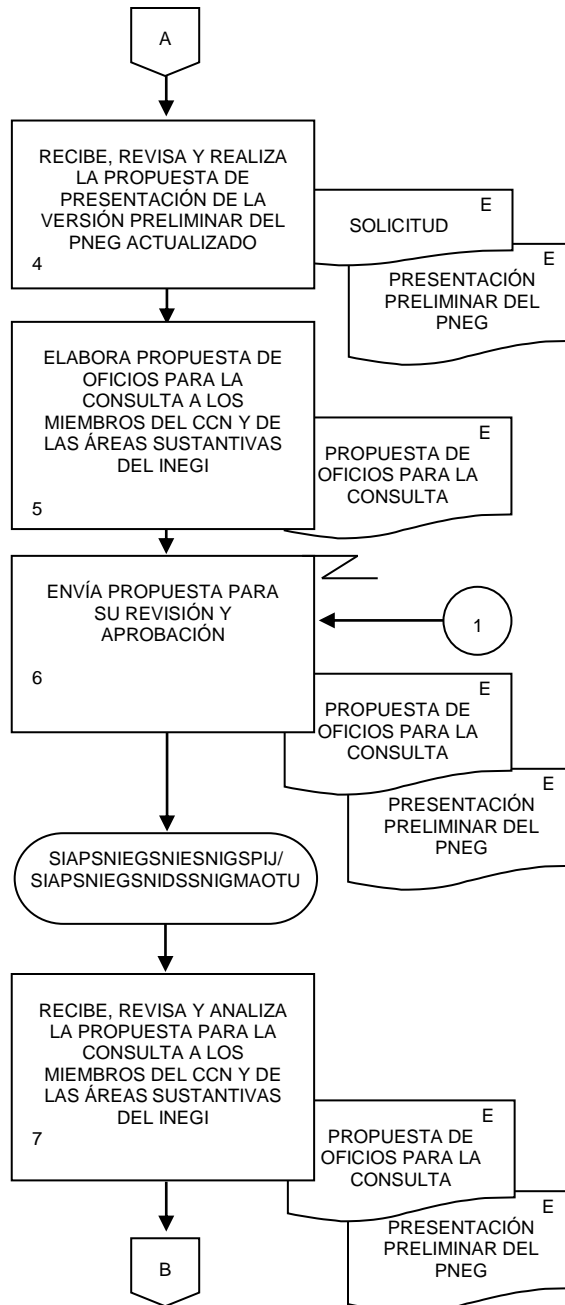 A
RECIBE, REVISA Y REALIZA
LA PROPUESTA DE
PRESENTACIÓN DE LA
VERSIÓN PRELIMINAR DEL
PNEG ACTUALIZADO
4
E
SOLICITUD
E
PRESENTACIÓN
PRELIMINAR DEL
PNEG
ELABORA PROPUESTA DE
OFICIOS PARA LA
CONSULTA A LOS
MIEMBROS DEL CCN Y DE
LAS ÁREAS SUSTANTIVAS
DEL INEGI
5
E
PROPUESTA DE
OFICIOS PARA LA
CONSULTA
ENVÍA PROPUESTA PARA
SU REVISIÓN Y
APROBACIÓN
6
1
E
PROPUESTA DE
OFICIOS PARA LA
CONSULTA
E
PRESENTACIÓN
PRELIMINAR DEL
PNEG
SIAPSNIEGSNIESNIGSPIJ/
SIAPSNIEGSNIDSSNIGMAOTU
RECIBE, REVISA Y ANALIZA
LA PROPUESTA PARA LA
CONSULTA A LOS
MIEMBROS DEL CCN Y DE
LAS ÁREAS SUSTANTIVAS
DEL INEGI
7
E
PROPUESTA DE
OFICIOS PARA LA
CONSULTA
E
PRESENTACIÓN
PRELIMINAR DEL
PNEG
B